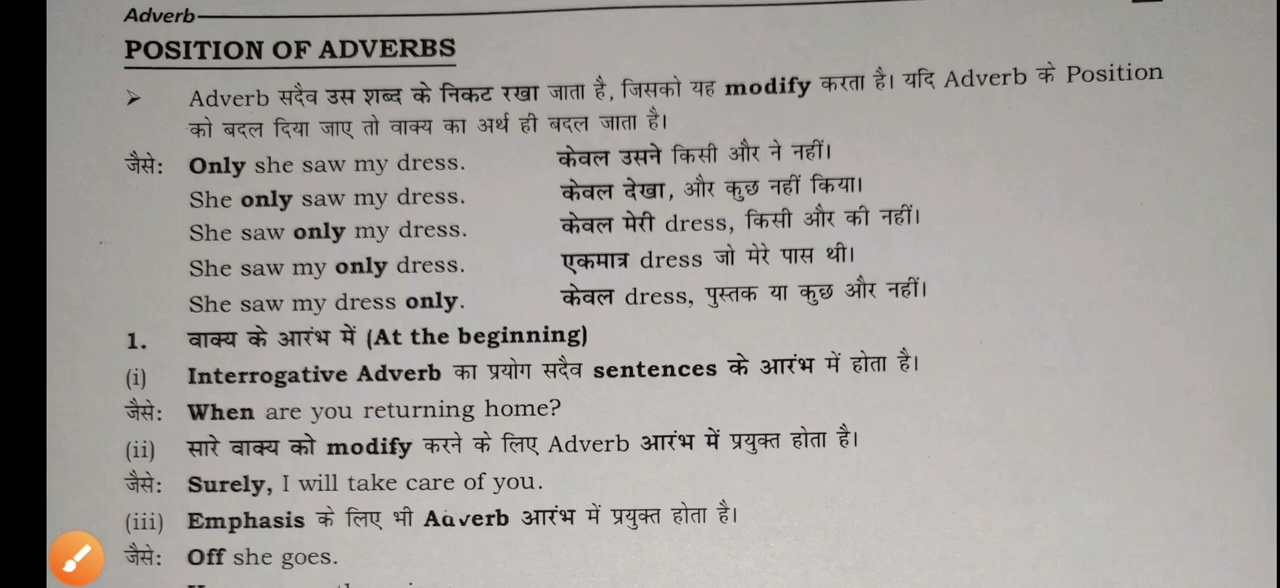 Adverb
POSITION OF ADVERBS
➢ Adverb सदैव उस शब्द के निकट रखा जाता है, जिसको यह modify करता है। यदि Adverb के Position
को बदल दिया जाए तो वाक्य का अर्थ ही बदल जाता है।
जैसे: Only she saw my dress. केवल उसने किसी और ने नहीं।
She only saw my dress. केवल देखा, और कुछ नहीं किया।
She saw only my dress. केवल मेरी dress, किसी और की नहीं।
She saw my only dress. एकमात्र dress जो मेरे पास थी।
She saw my dress only. केवल dress, पुस्तक या कुछ और नहीं।
1. वाक्य के आरंभ में (At the beginning)
(i) Interrogative Adverb का प्रयोग सदैव sentences के आरंभ में होता है।
जैसे: When are you returning home?
(ii) सारे वाक्य को modify करने के लिए Adverb आरंभ में प्रयुक्त होता है।
जैसे: Surely, I will take care of you.
(iii) Emphasis के लिए भी Adverb आरंभ में प्रयुक्त होता है।
जैसे: Off she goes.